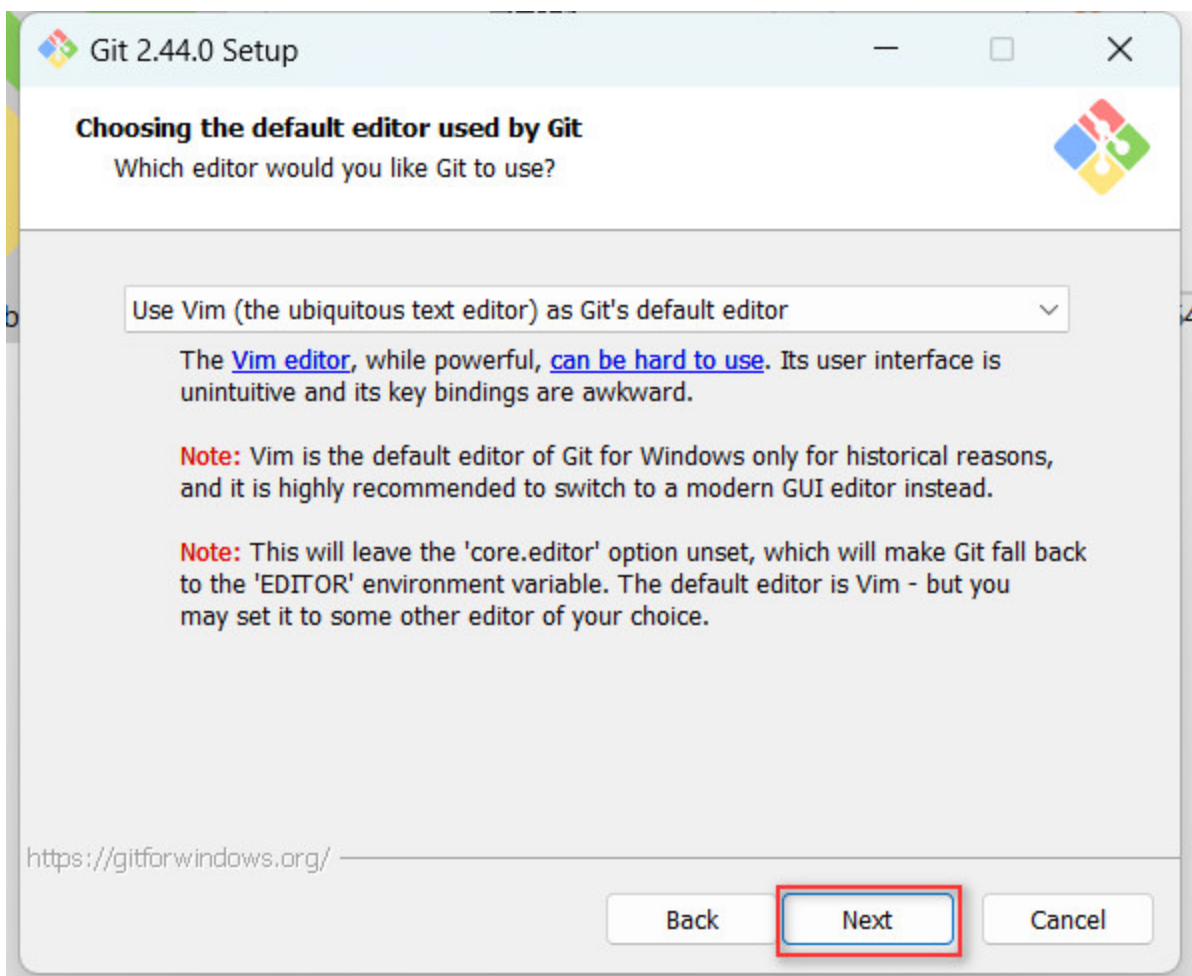 Git 2.44.0 Setup
Choosing the default editor used by Git
Which editor would you like Git to use?
Use Vim (the ubiquitous text editor) as Git's default editor
The Vim editor, while powerful, can be hard to use. Its user interface is
unintuitive and its key bindings are awkward.
Note: Vim is the default editor of Git for Windows only for historical reasons,
and it is highly recommended to switch to a modern GUI editor instead.
Note: This will leave the 'core.editor' option unset, which will make Git fall back
to the 'EDITOR' environment variable. The default editor is Vim - but you
may set it to some other editor of your choice.
https://gitforwindows.org/
Back Next Cancel